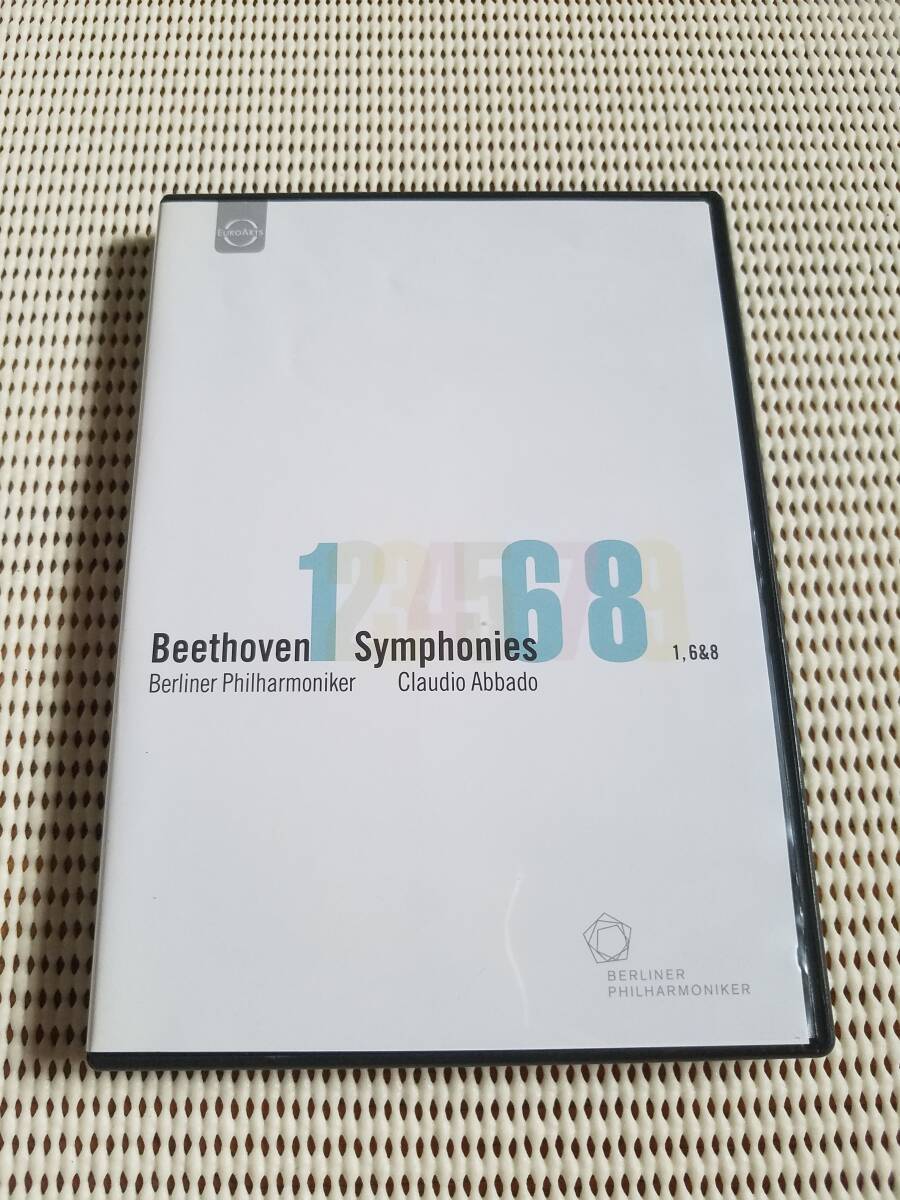 EUROARTS
123456789
Beethoven Symphonies 1, 6&8
Berliner Philharmoniker Claudio Abbado
BERLINER
PHILHARMONIKER